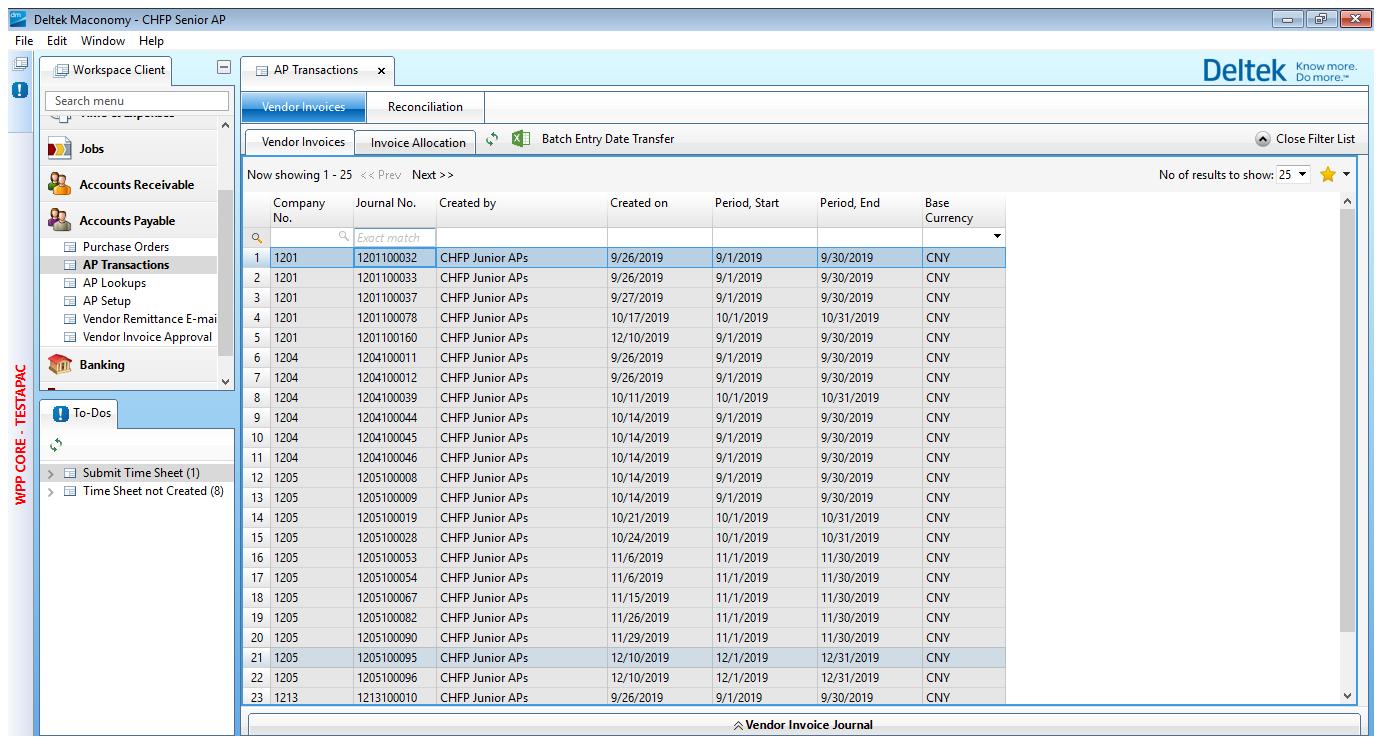 Deltek Maconomy - CHFP Senior AP
File Edit Window Help
Workspace Client
Search menu
Jobs
Accounts Receivable
Accounts Payable
Purchase Orders
AP Transactions
AP Lookups
AP Setup
Vendor Remittance E-mai
Vendor Invoice Approval
Banking
To-Dos
Submit Time Sheet (1)
Time Sheet not Created (8)
WPP CORE - TESTAPAC
AP Transactions
Deltek Know more.
Do more.™
Vendor Invoices Reconciliation
Vendor Invoices Invoice Allocation Batch Entry Date Transfer Close Filter List
Now showing 1 - 25 << Prev Next >> No of results to show: 25
Company No. Journal No. Created by Created on Period, Start Period, End Base Currency
Exact match
1 1201 1201100032 CHFP Junior APs 9/26/2019 9/1/2019 9/30/2019 CNY
2 1201 1201100033 CHFP Junior APs 9/26/2019 9/1/2019 9/30/2019 CNY
3 1201 1201100037 CHFP Junior APs 9/27/2019 9/1/2019 9/30/2019 CNY
4 1201 1201100078 CHFP Junior APs 10/17/2019 10/1/2019 10/31/2019 CNY
5 1201 1201100160 CHFP Junior APs 12/10/2019 9/1/2019 9/30/2019 CNY
6 1204 1204100011 CHFP Junior APs 9/26/2019 9/1/2019 9/30/2019 CNY
7 1204 1204100012 CHFP Junior APs 9/26/2019 9/1/2019 9/30/2019 CNY
8 1204 1204100039 CHFP Junior APs 10/11/2019 10/1/2019 10/31/2019 CNY
9 1204 1204100044 CHFP Junior APs 10/14/2019 9/1/2019 9/30/2019 CNY
10 1204 1204100045 CHFP Junior APs 10/14/2019 9/1/2019 9/30/2019 CNY
11 1204 1204100046 CHFP Junior APs 10/14/2019 9/1/2019 9/30/2019 CNY
12 1205 1205100008 CHFP Junior APs 10/14/2019 9/1/2019 9/30/2019 CNY
13 1205 1205100009 CHFP Junior APs 10/14/2019 9/1/2019 9/30/2019 CNY
14 1205 1205100019 CHFP Junior APs 10/21/2019 10/1/2019 10/31/2019 CNY
15 1205 1205100028 CHFP Junior APs 10/24/2019 10/1/2019 10/31/2019 CNY
16 1205 1205100053 CHFP Junior APs 11/6/2019 11/1/2019 11/30/2019 CNY
17 1205 1205100054 CHFP Junior APs 11/6/2019 11/1/2019 11/30/2019 CNY
18 1205 1205100067 CHFP Junior APs 11/15/2019 11/1/2019 11/30/2019 CNY
19 1205 1205100082 CHFP Junior APs 11/26/2019 11/1/2019 11/30/2019 CNY
20 1205 1205100090 CHFP Junior APs 11/29/2019 11/1/2019 11/30/2019 CNY
21 1205 1205100095 CHFP Junior APs 12/10/2019 12/1/2019 12/31/2019 CNY
22 1205 1205100096 CHFP Junior APs 12/10/2019 12/1/2019 12/31/2019 CNY
23 1213 1213100010 CHFP Junior APs 9/26/2019 9/1/2019 9/30/2019 CNY
Vendor Invoice Journal